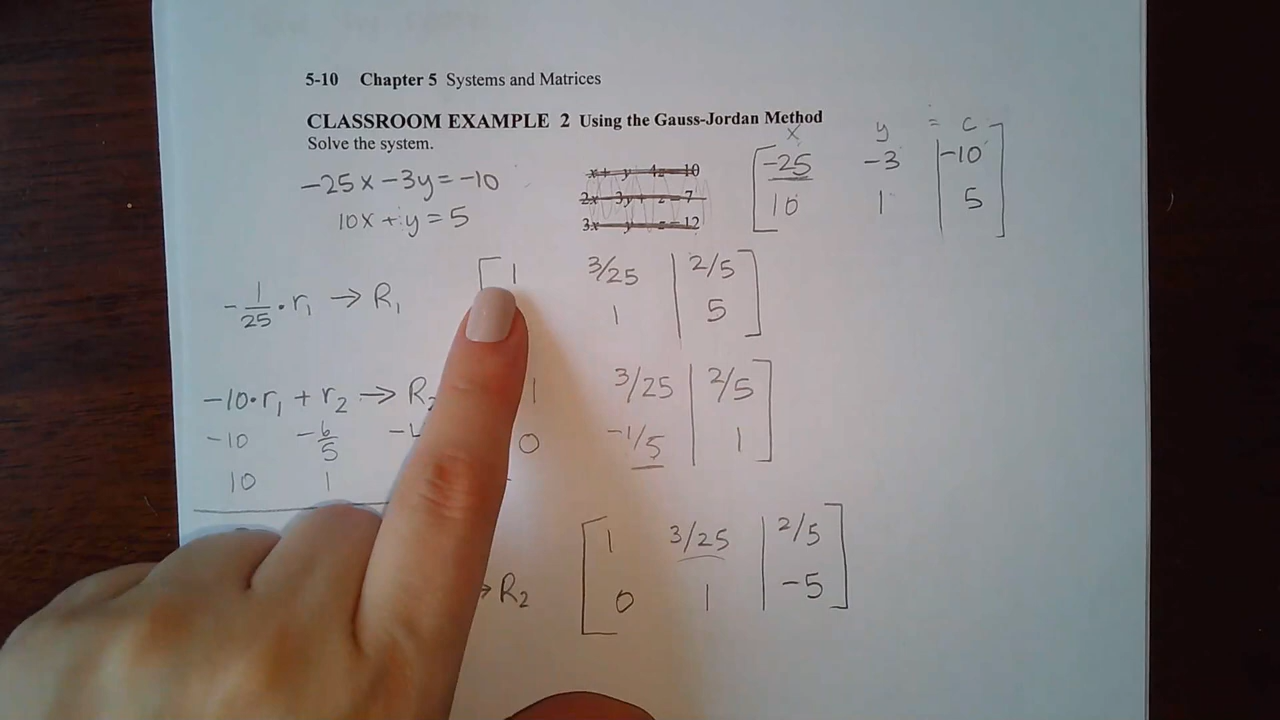 5-10 Chapter 5 Systems and Matrices
CLASSROOM EXAMPLE 2 Using the Gauss-Jordan Method
Solve the system.
x y = c
-25x - 3y = -10
10x + y = 5
-25 -3 | -10
10 1 | 5
-1/25 · r₁ → R₁
1 3/25 | 2/5
1 | 5
-10·r₁ + r₂ → R₂
1 3/25 | 2/5
-10 -6/5
0 -1/5 | 1
10 1
1 3/25 | 2/5
→ R₂
0 1 | -5